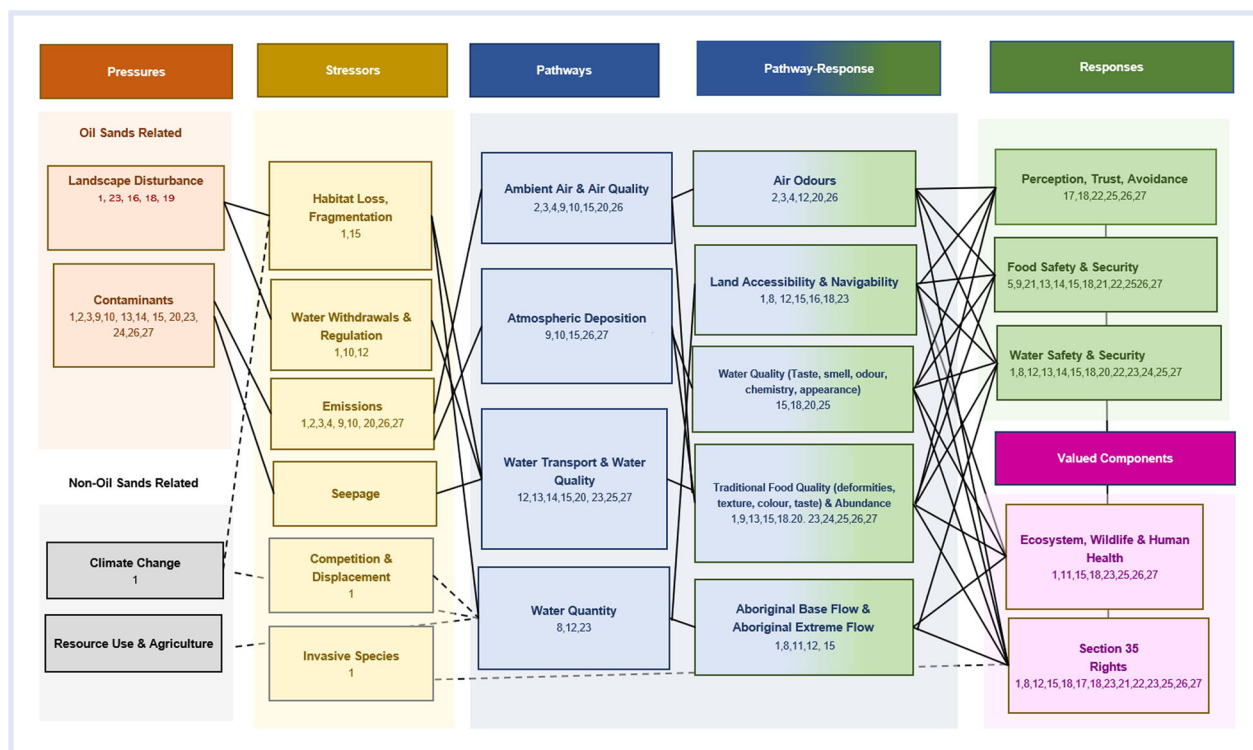 Pressures
Stressors
Pathways
Pathway-Response
Responses
Oil Sands Related
Landscape Disturbance
1, 23, 16, 18, 19
Contaminants
1,2,3,9,10, 13,14, 15, 20,23,
24,26,27
Non-Oil Sands Related
Climate Change
1
Resource Use & Agriculture
Habitat Loss,
Fragmentation
1,15
Water Withdrawals &
Regulation
1,10,12
Emissions
1,2,3,4, 9,10, 20,26,27
Seepage
Competition &
Displacement
1
Invasive Species
1
Ambient Air & Air Quality
2,3,4,9,10,15,20,26
Atmospheric Deposition
9,10,15,26,27
Water Transport & Water
Quality
12,13,14,15,20, 23,25,27
Water Quantity
8,12,23
Air Odours
2,3,4,12,20,26
Land Accessibility & Navigability
1,8, 12,15,16,18,23
Water Quality (Taste, smell, odour,
chemistry, appearance)
15,18,20,25
Traditional Food Quality (deformities,
texture, colour, taste) & Abundance
1,9,13,15,18.20. 23,24,25,26,27
Aboriginal Base Flow &
Aboriginal Extreme Flow
1,8,11,12, 15
Perception, Trust, Avoidance
17,18,22,25,26,27
Food Safety & Security
5,9,21,13,14,15,18,21,22,2526,27
Water Safety & Security
1,8,12,13,14,15,18,20,22,23,24,25,27
Valued Components
Ecosystem, Wildlife & Human
Health
1,11,15,18,23,25,26,27
Section 35
Rights
1,8,12,15,18,17,18,23,21,22,23,25,26,27